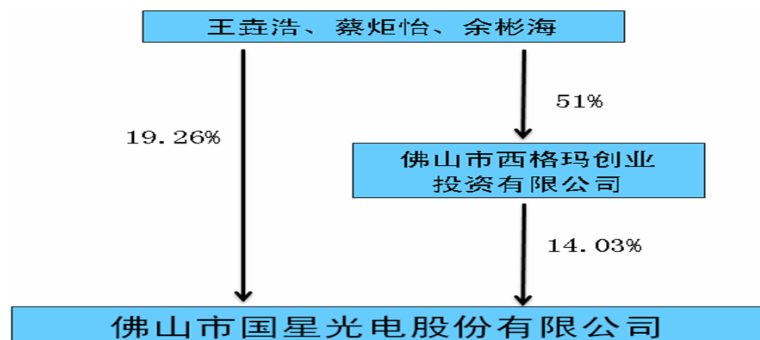 王垚浩、蔡炬怡、余彬海
51%
19.26%
佛山市西格玛创业
投资有限公司
14.03%
佛山市国星光电股份有限公司